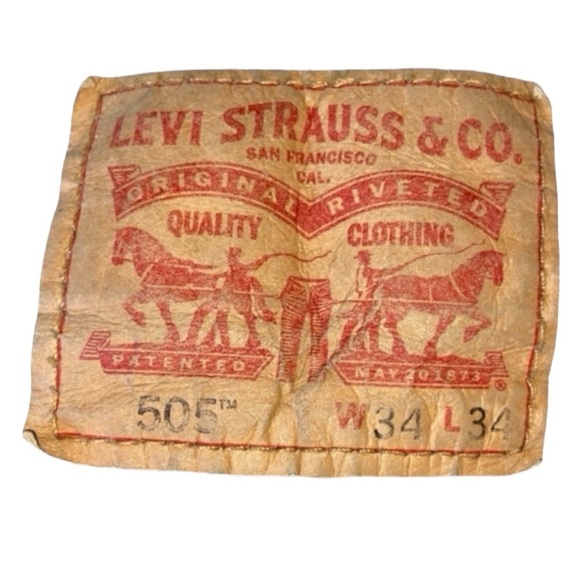 LEVI STRAUSS & CO.
SAN FRANCISCO
CAL.
ORIGINAL RIVETED
QUALITY CLOTHING
PATENTED MAY 20 1873 ®
505™ W34 L34